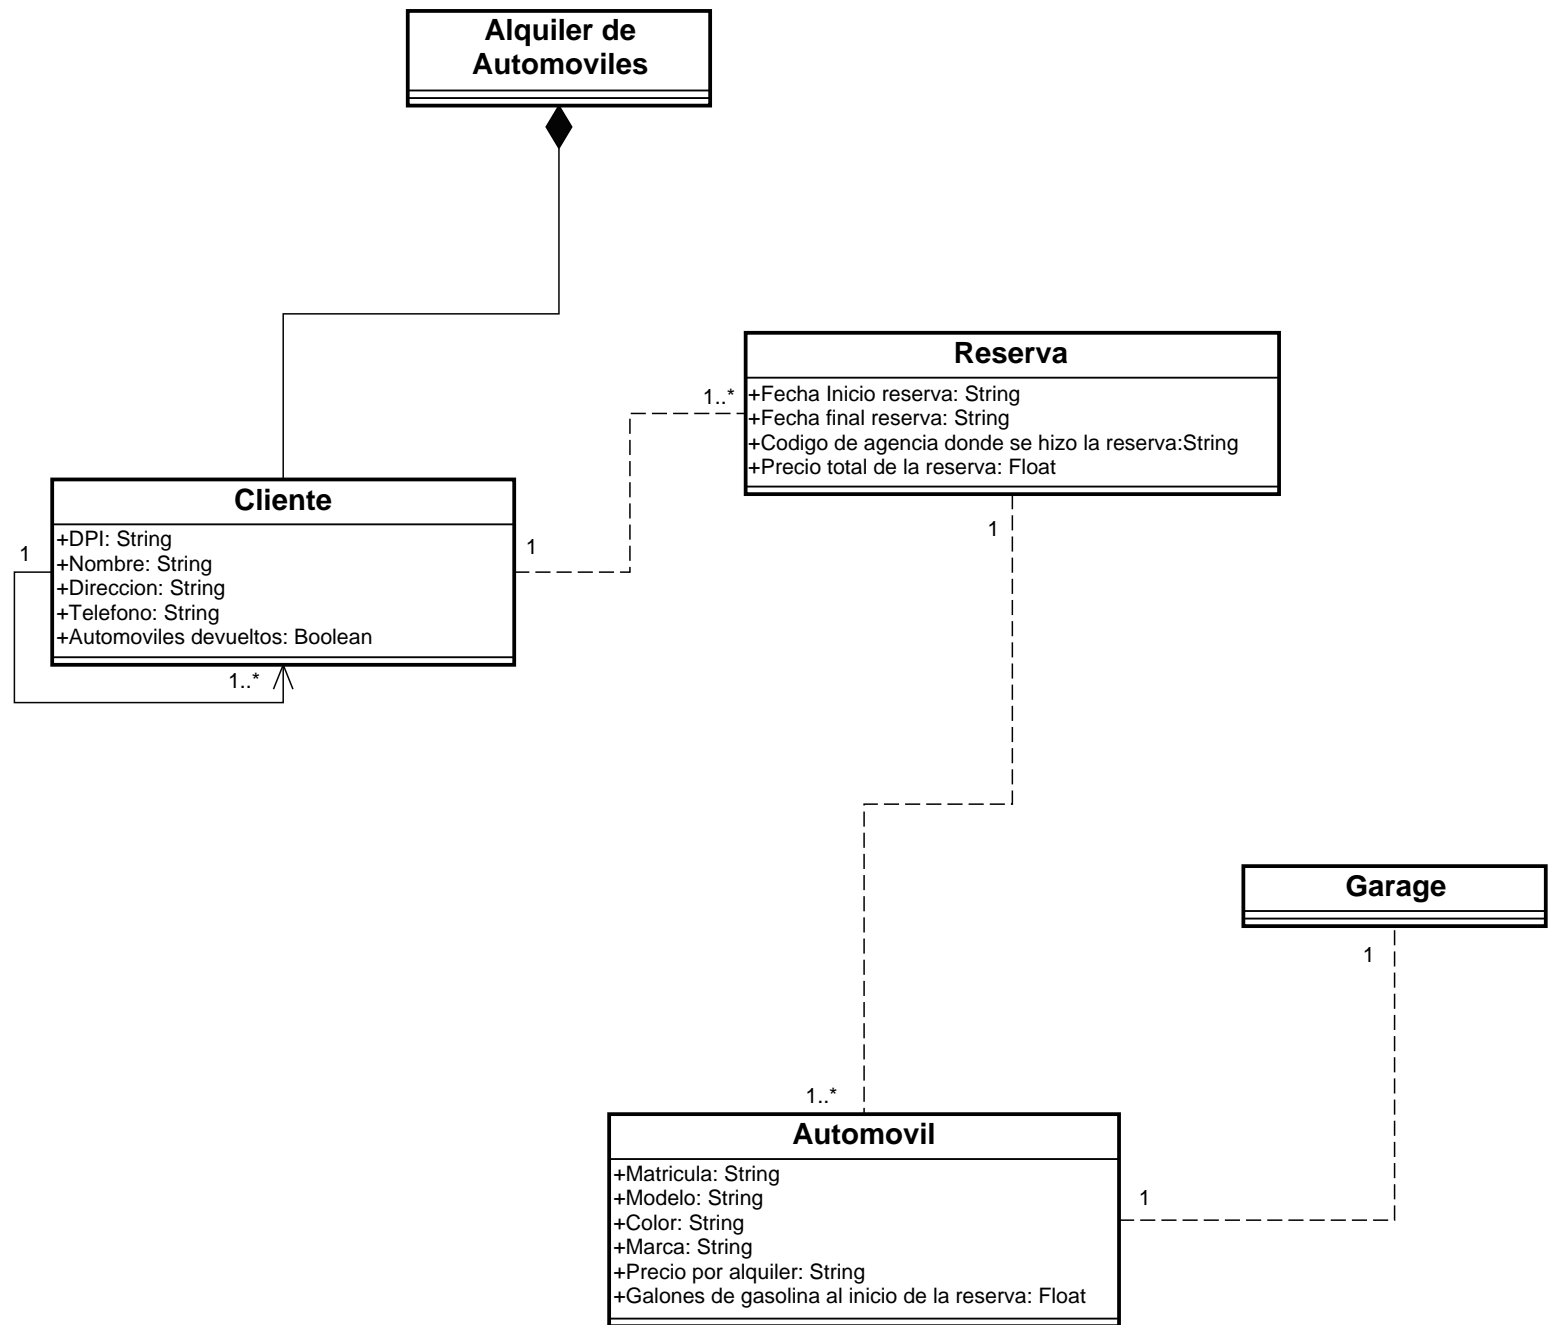 Alquiler de
Automoviles
Reserva
+Fecha Inicio reserva: String
+Fecha final reserva: String
+Codigo de agencia donde se hizo la reserva:String
+Precio total de la reserva: Float
1..*
1
Cliente
+DPI: String
+Nombre: String
+Direccion: String
+Telefono: String
+Automoviles devueltos: Boolean
1
1
1..*
Garage
1
1..*
Automovil
+Matricula: String
+Modelo: String
+Color: String
+Marca: String
+Precio por alquiler: String
+Galones de gasolina al inicio de la reserva: Float
1